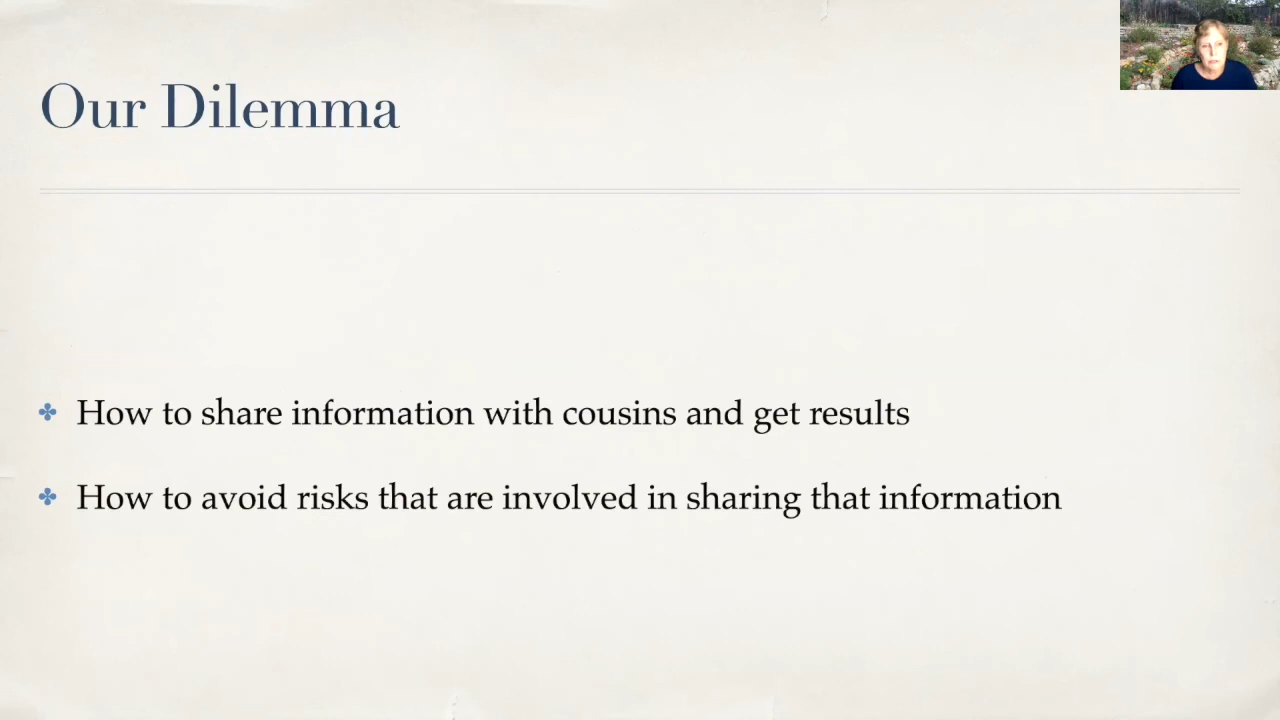 Our Dilemma
How to share information with cousins and get results
How to avoid risks that are involved in sharing that information